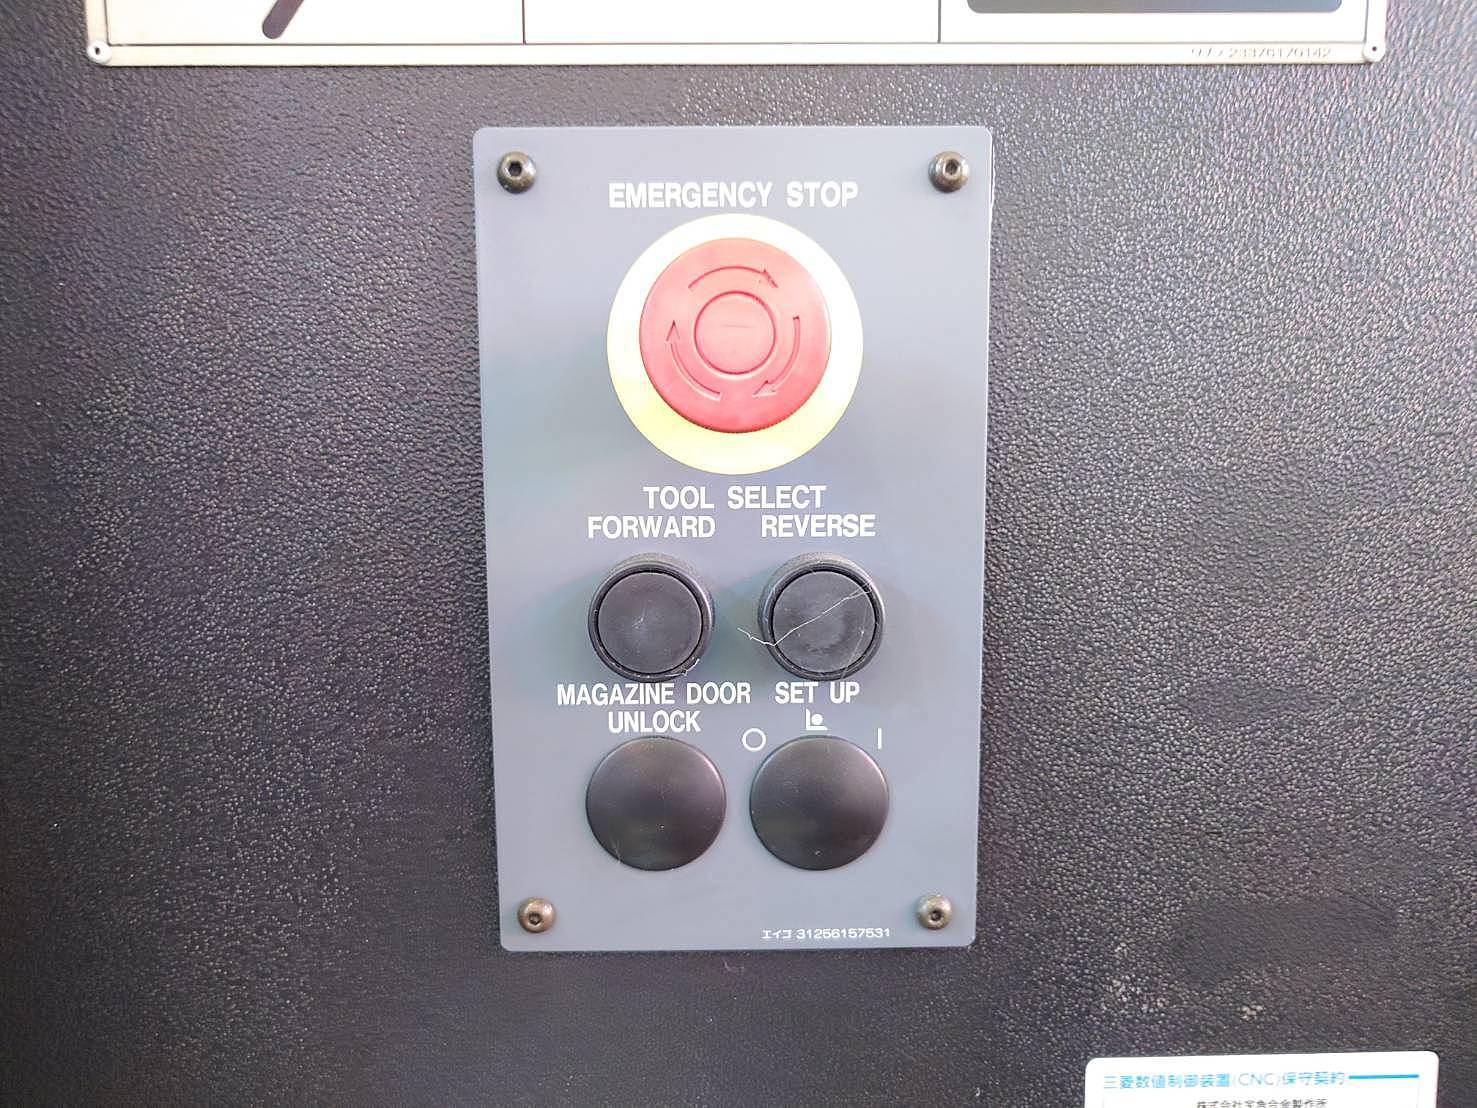 23376170142
EMERGENCY STOP
TOOL SELECT
FORWARD REVERSE
MAGAZINE DOOR UNLOCK
SET UP
O |
エイコ 31256157531
三菱数値制御装置(CNC)保守契約